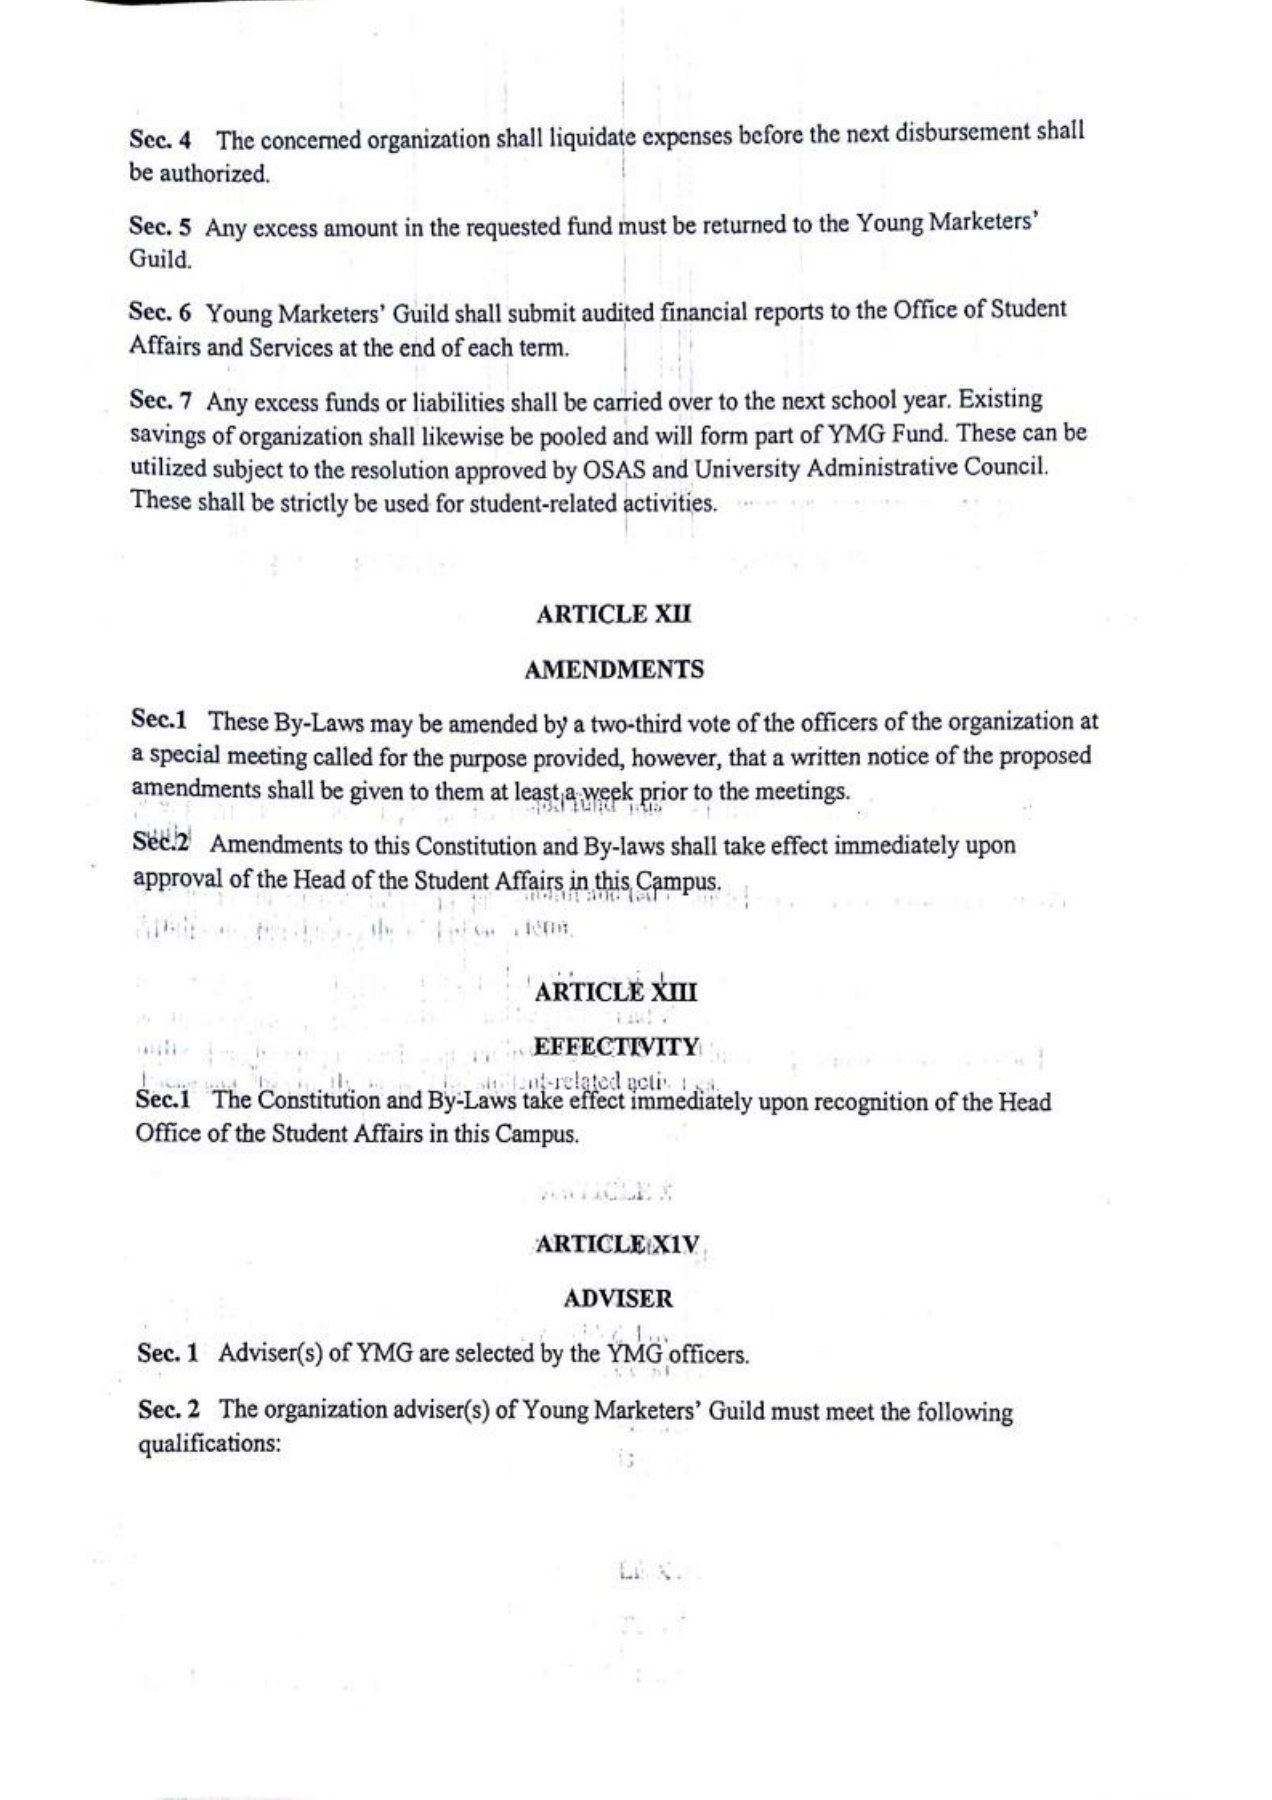 Sec. 4 The concerned organization shall liquidate expenses before the next disbursement shall
be authorized.
Sec. 5 Any excess amount in the requested fund must be returned to the Young Marketers’
Guild.
Sec. 6 Young Marketers’ Guild shall submit audited financial reports to the Office of Student
Affairs and Services at the end of each term.
Sec. 7 Any excess funds or liabilities shall be carried over to the next school year. Existing
savings of organization shall likewise be pooled and will form part of YMG Fund. These can be
utilized subject to the resolution approved by OSAS and University Administrative Council.
These shall be strictly be used for student-related activities.
ARTICLE XII
AMENDMENTS
Sec.1 These By-Laws may be amended by a two-third vote of the officers of the organization at
a special meeting called for the purpose provided, however, that a written notice of the proposed
amendments shall be given to them at least a week prior to the meetings.
Sec.2 Amendments to this Constitution and By-laws shall take effect immediately upon
approval of the Head of the Student Affairs in this Campus.
ARTICLE XIII
EFFECTIVITY
Sec.1 The Constitution and By-Laws take effect immediately upon recognition of the Head
Office of the Student Affairs in this Campus.
ARTICLE X1V
ADVISER
Sec. 1 Adviser(s) of YMG are selected by the YMG officers.
Sec. 2 The organization adviser(s) of Young Marketers’ Guild must meet the following
qualifications: